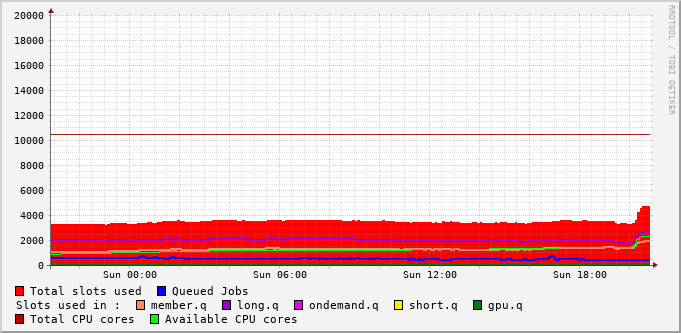 RRDTOOL / TOBI OETIKER
20000
18000
16000
14000
12000
10000
8000
6000
4000
2000
0
Sun 00:00 Sun 06:00 Sun 12:00 Sun 18:00
Total slots used Queued Jobs
Slots used in : member.q long.q ondemand.q short.q gpu.q
Total CPU cores Available CPU cores